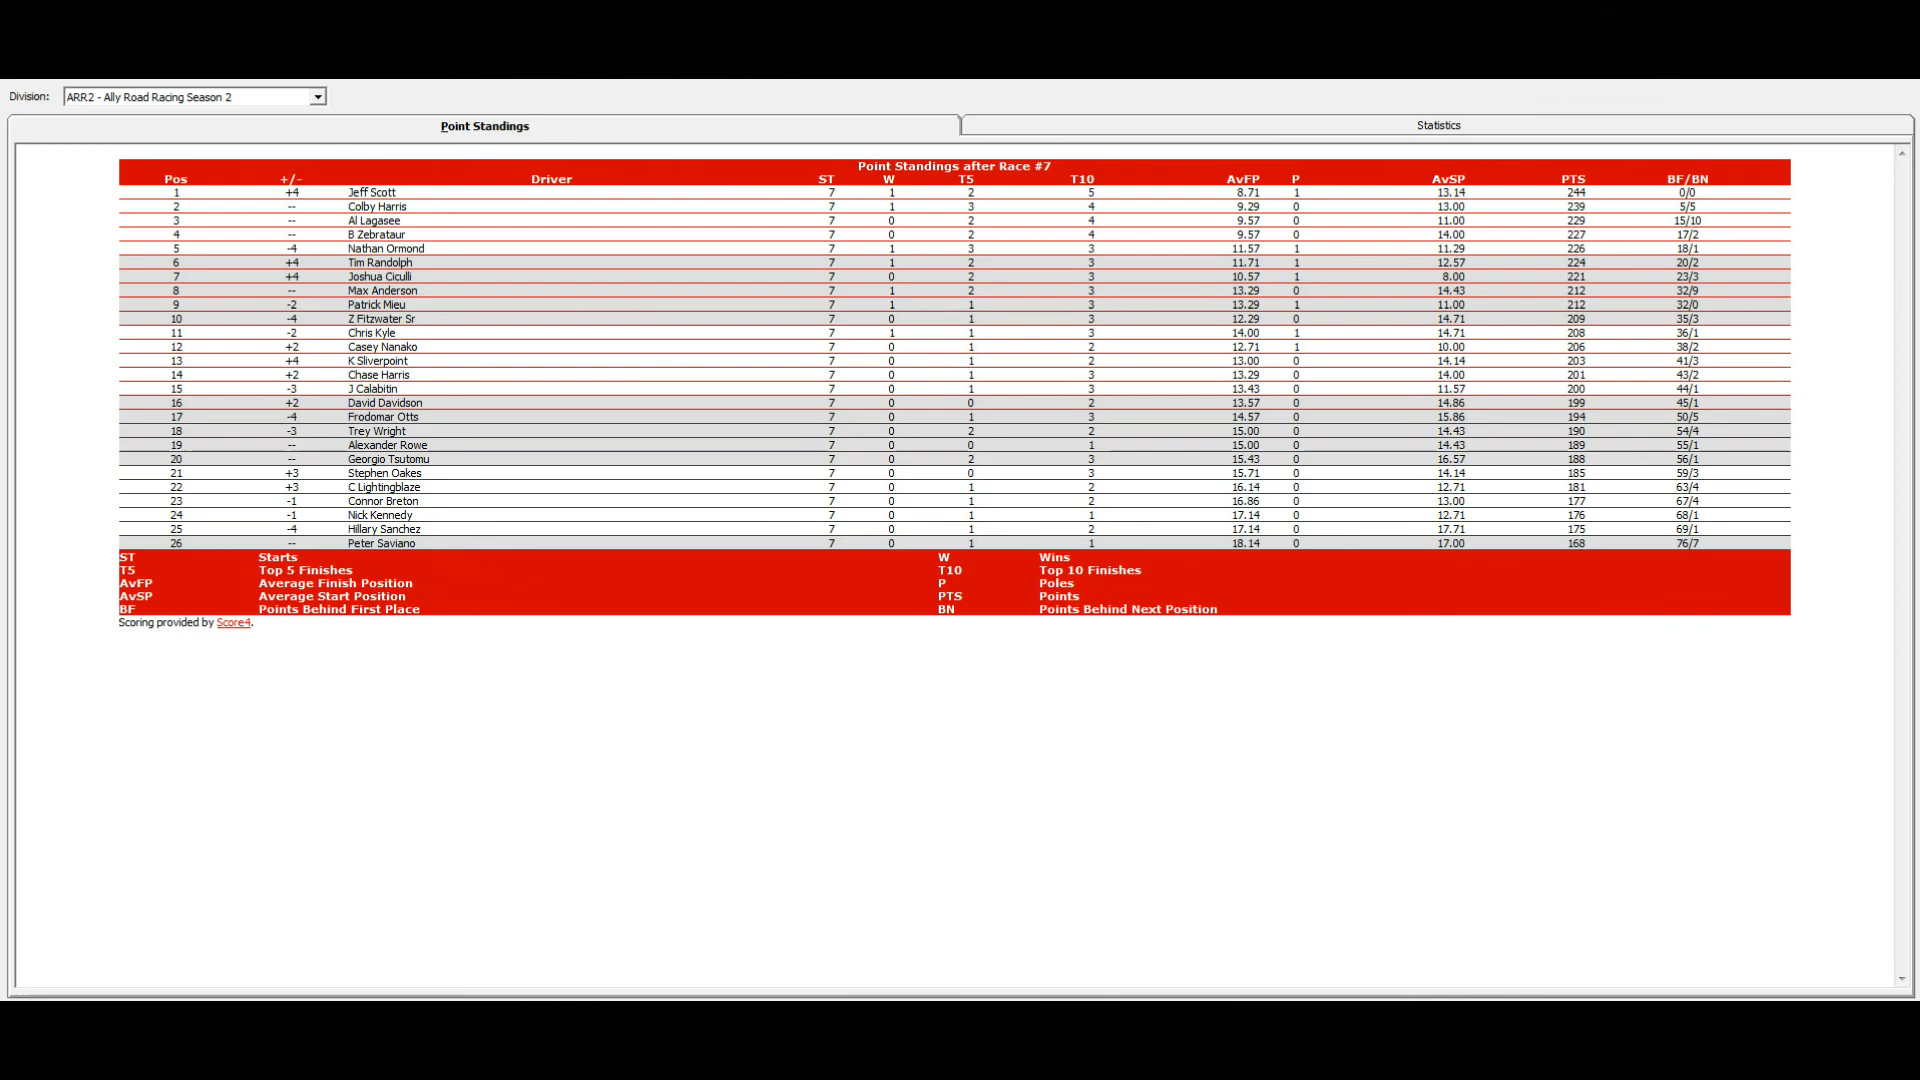 Division: ARR2 - Ally Road Racing Season 2
Point Standings Statistics
Point Standings after Race #7
Pos +/- Driver ST W T5 T10 AvFP P AvSP PTS BF/BN
1 +4 Jeff Scott 7 1 2 5 8.71 1 13.14 244 0/0
2 -- Colby Harris 7 1 3 4 9.29 0 13.00 239 5/5
3 -- Al Lagasee 7 0 2 4 9.57 0 11.00 229 15/10
4 -- B Zebrataur 7 0 2 4 9.57 0 14.00 227 17/2
5 -4 Nathan Ormond 7 1 3 3 11.57 1 11.29 226 18/1
6 +4 Tim Randolph 7 1 2 3 11.71 1 12.57 224 20/2
7 +4 Joshua Ciculli 7 0 2 3 10.57 1 8.00 221 23/3
8 -- Max Anderson 7 1 2 3 13.29 0 14.43 212 32/9
9 -2 Patrick Mieu 7 1 1 3 13.29 1 11.00 212 32/0
10 -4 Z Fitzwater Sr 7 0 1 3 12.29 0 14.71 209 35/3
11 -2 Chris Kyle 7 1 1 3 14.00 1 14.71 208 36/1
12 +2 Casey Nanako 7 0 1 2 12.71 1 10.00 206 38/2
13 +4 K Sliverpoint 7 0 1 2 13.00 0 14.14 203 41/3
14 +2 Chase Harris 7 0 1 3 13.29 0 14.00 201 43/2
15 -3 J Calabitin 7 0 1 3 13.43 0 11.57 200 44/1
16 +2 David Davidson 7 0 0 2 13.57 0 14.86 199 45/1
17 -4 Frodomar Otts 7 0 1 3 14.57 0 15.86 194 50/5
18 -3 Trey Wright 7 0 2 2 15.00 0 14.43 190 54/4
19 -- Alexander Rowe 7 0 0 1 15.00 0 14.43 189 55/1
20 -- Georgio Tsutomu 7 0 2 3 15.43 0 16.57 188 56/1
21 +3 Stephen Oakes 7 0 0 3 15.71 0 14.14 185 59/3
22 +3 C Lightingblaze 7 0 1 2 16.14 0 12.71 181 63/4
23 -1 Connor Breton 7 0 1 2 16.86 0 13.00 177 67/4
24 -1 Nick Kennedy 7 0 1 1 17.14 0 12.71 176 68/1
25 -4 Hillary Sanchez 7 0 1 2 17.14 0 17.71 175 69/1
26 -- Peter Saviano 7 0 1 1 18.14 0 17.00 168 76/7
ST Starts W Wins
T5 Top 5 Finishes T10 Top 10 Finishes
AvFP Average Finish Position P Poles
AvSP Average Start Position PTS Points
BF Points Behind First Place BN Points Behind Next Position
Scoring provided by Score4.